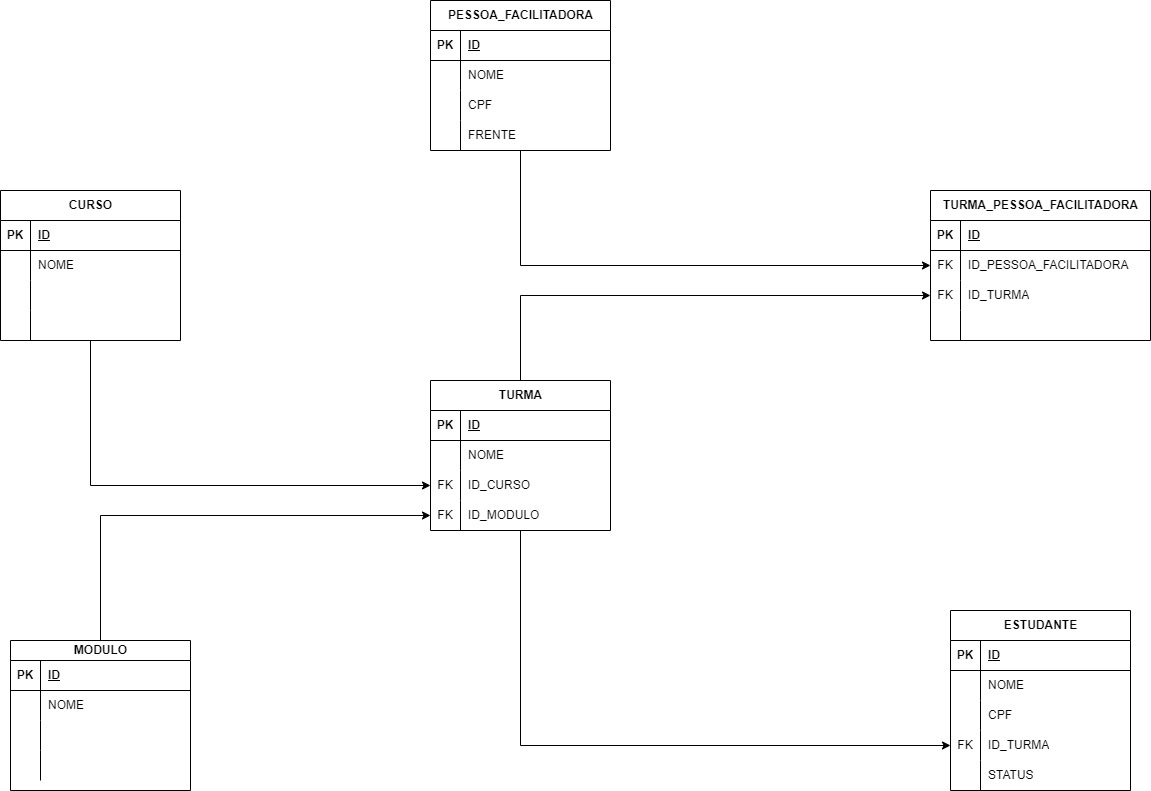 PESSOA_FACILITADORA
PK ID
NOME
CPF
FRENTE
CURSO
PK ID
NOME
TURMA_PESSOA_FACILITADORA
PK ID
FK ID_PESSOA_FACILITADORA
FK ID_TURMA
TURMA
PK ID
NOME
FK ID_CURSO
FK ID_MODULO
MODULO
PK ID
NOME
ESTUDANTE
PK ID
NOME
CPF
FK ID_TURMA
STATUS